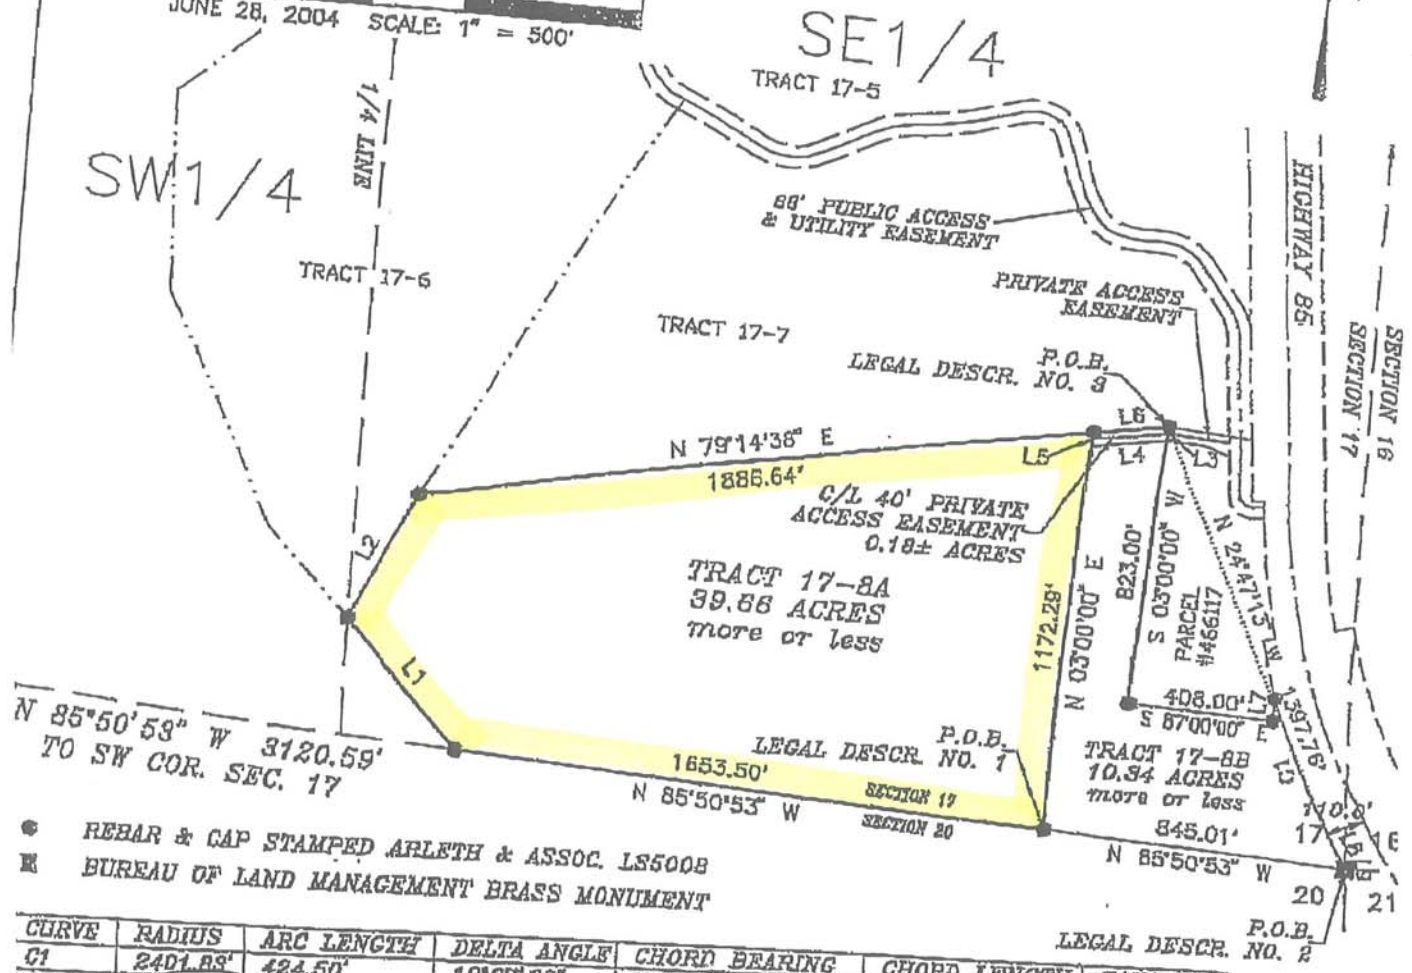 JUNE 28, 2004 SCALE: 1" = 500'
SE1/4
TRACT 17-5
1/4 LINE
SW1/4
66' PUBLIC ACCESS
& UTILITY EASEMENT
HIGHWAY 85
SECTION 16
SECTION 17
TRACT 17-6
PRIVATE ACCESS
EASEMENT
TRACT 17-7
P.O.B.
LEGAL DESCR. NO. 3
L6
N 79°14'38" E
1886.64'
L5
L4
L3
C/L 40' PRIVATE
ACCESS EASEMENT
0.18± ACRES
L2
TRACT 17-8A
39.66 ACRES
more or less
1172.29'
N 03°00'00" E
823.00'
S 03°00'00" W
PARCEL
#466117
N 24°47'13" W
1397.76'
L1
408.00'
L7
S 87°00'00" E
N 85°50'53" W 3120.59'
TO SW COR. SEC. 17
P.O.B.
LEGAL DESCR. NO. 1
TRACT 17-8B
10.34 ACRES
more or less
1653.50'
N 85°50'53" W
SECTION 17
SECTION 20
110.0'
17
16
845.01'
N 85°50'53" W
20
21
REBAR & CAP STAMPED ARLETH & ASSOC. LS5008
BUREAU OF LAND MANAGEMENT BRASS MONUMENT
P.O.B.
LEGAL DESCR. NO. 2
CURVE RADIUS ARC LENGTH DELTA ANGLE CHORD BEARING CHORD LENGTH
C1 2401.83' 424.50'